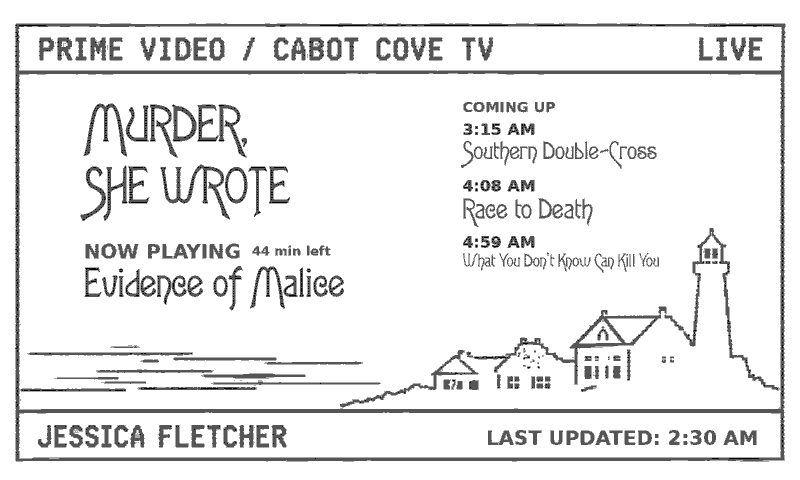 PRIME VIDEO / CABOT COVE TV
LIVE
MURDER,
SHE WROTE
NOW PLAYING 44 min left
Evidence of Malice
COMING UP
3:15 AM
Southern Double-Cross
4:08 AM
Race to Death
4:59 AM
What You Don't Know Can Kill You
JESSICA FLETCHER
LAST UPDATED: 2:30 AM